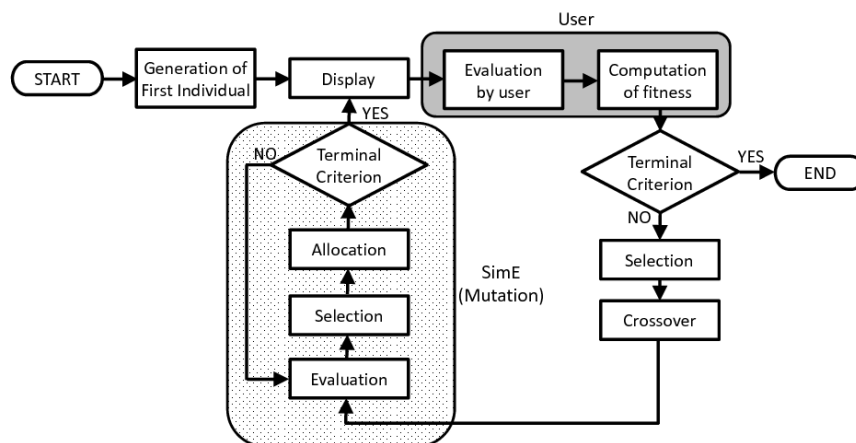 User
START
Generation of
First Individual
Display
Evaluation
by user
Computation
of fitness
YES
NO
Terminal
Criterion
Terminal
Criterion
YES
END
NO
Allocation
Selection
SimE
(Mutation)
Selection
Crossover
Evaluation